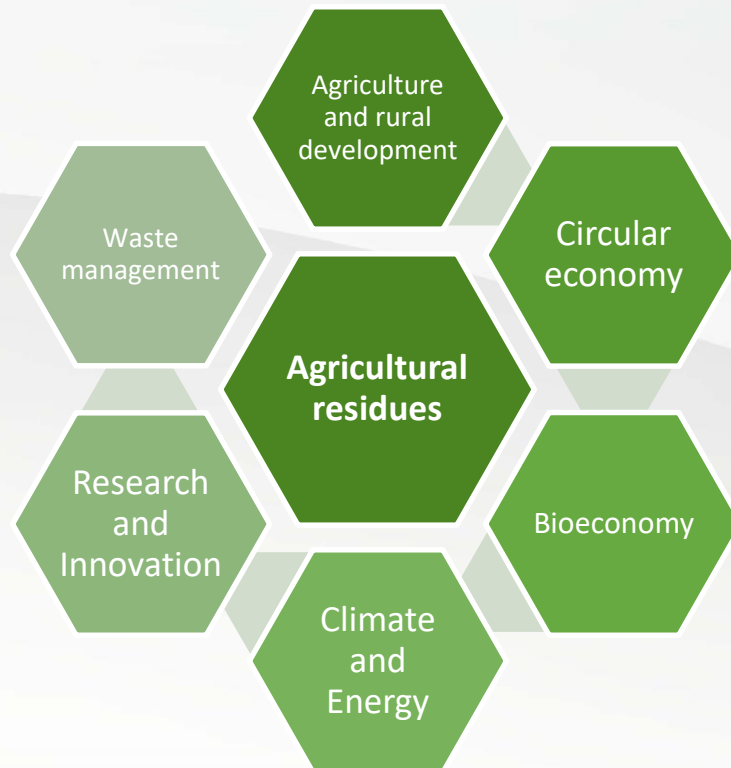 Agriculture
and rural
development
Circular
economy
Waste
management
Agricultural
residues
Bioeconomy
Research
and
Innovation
Climate
and
Energy